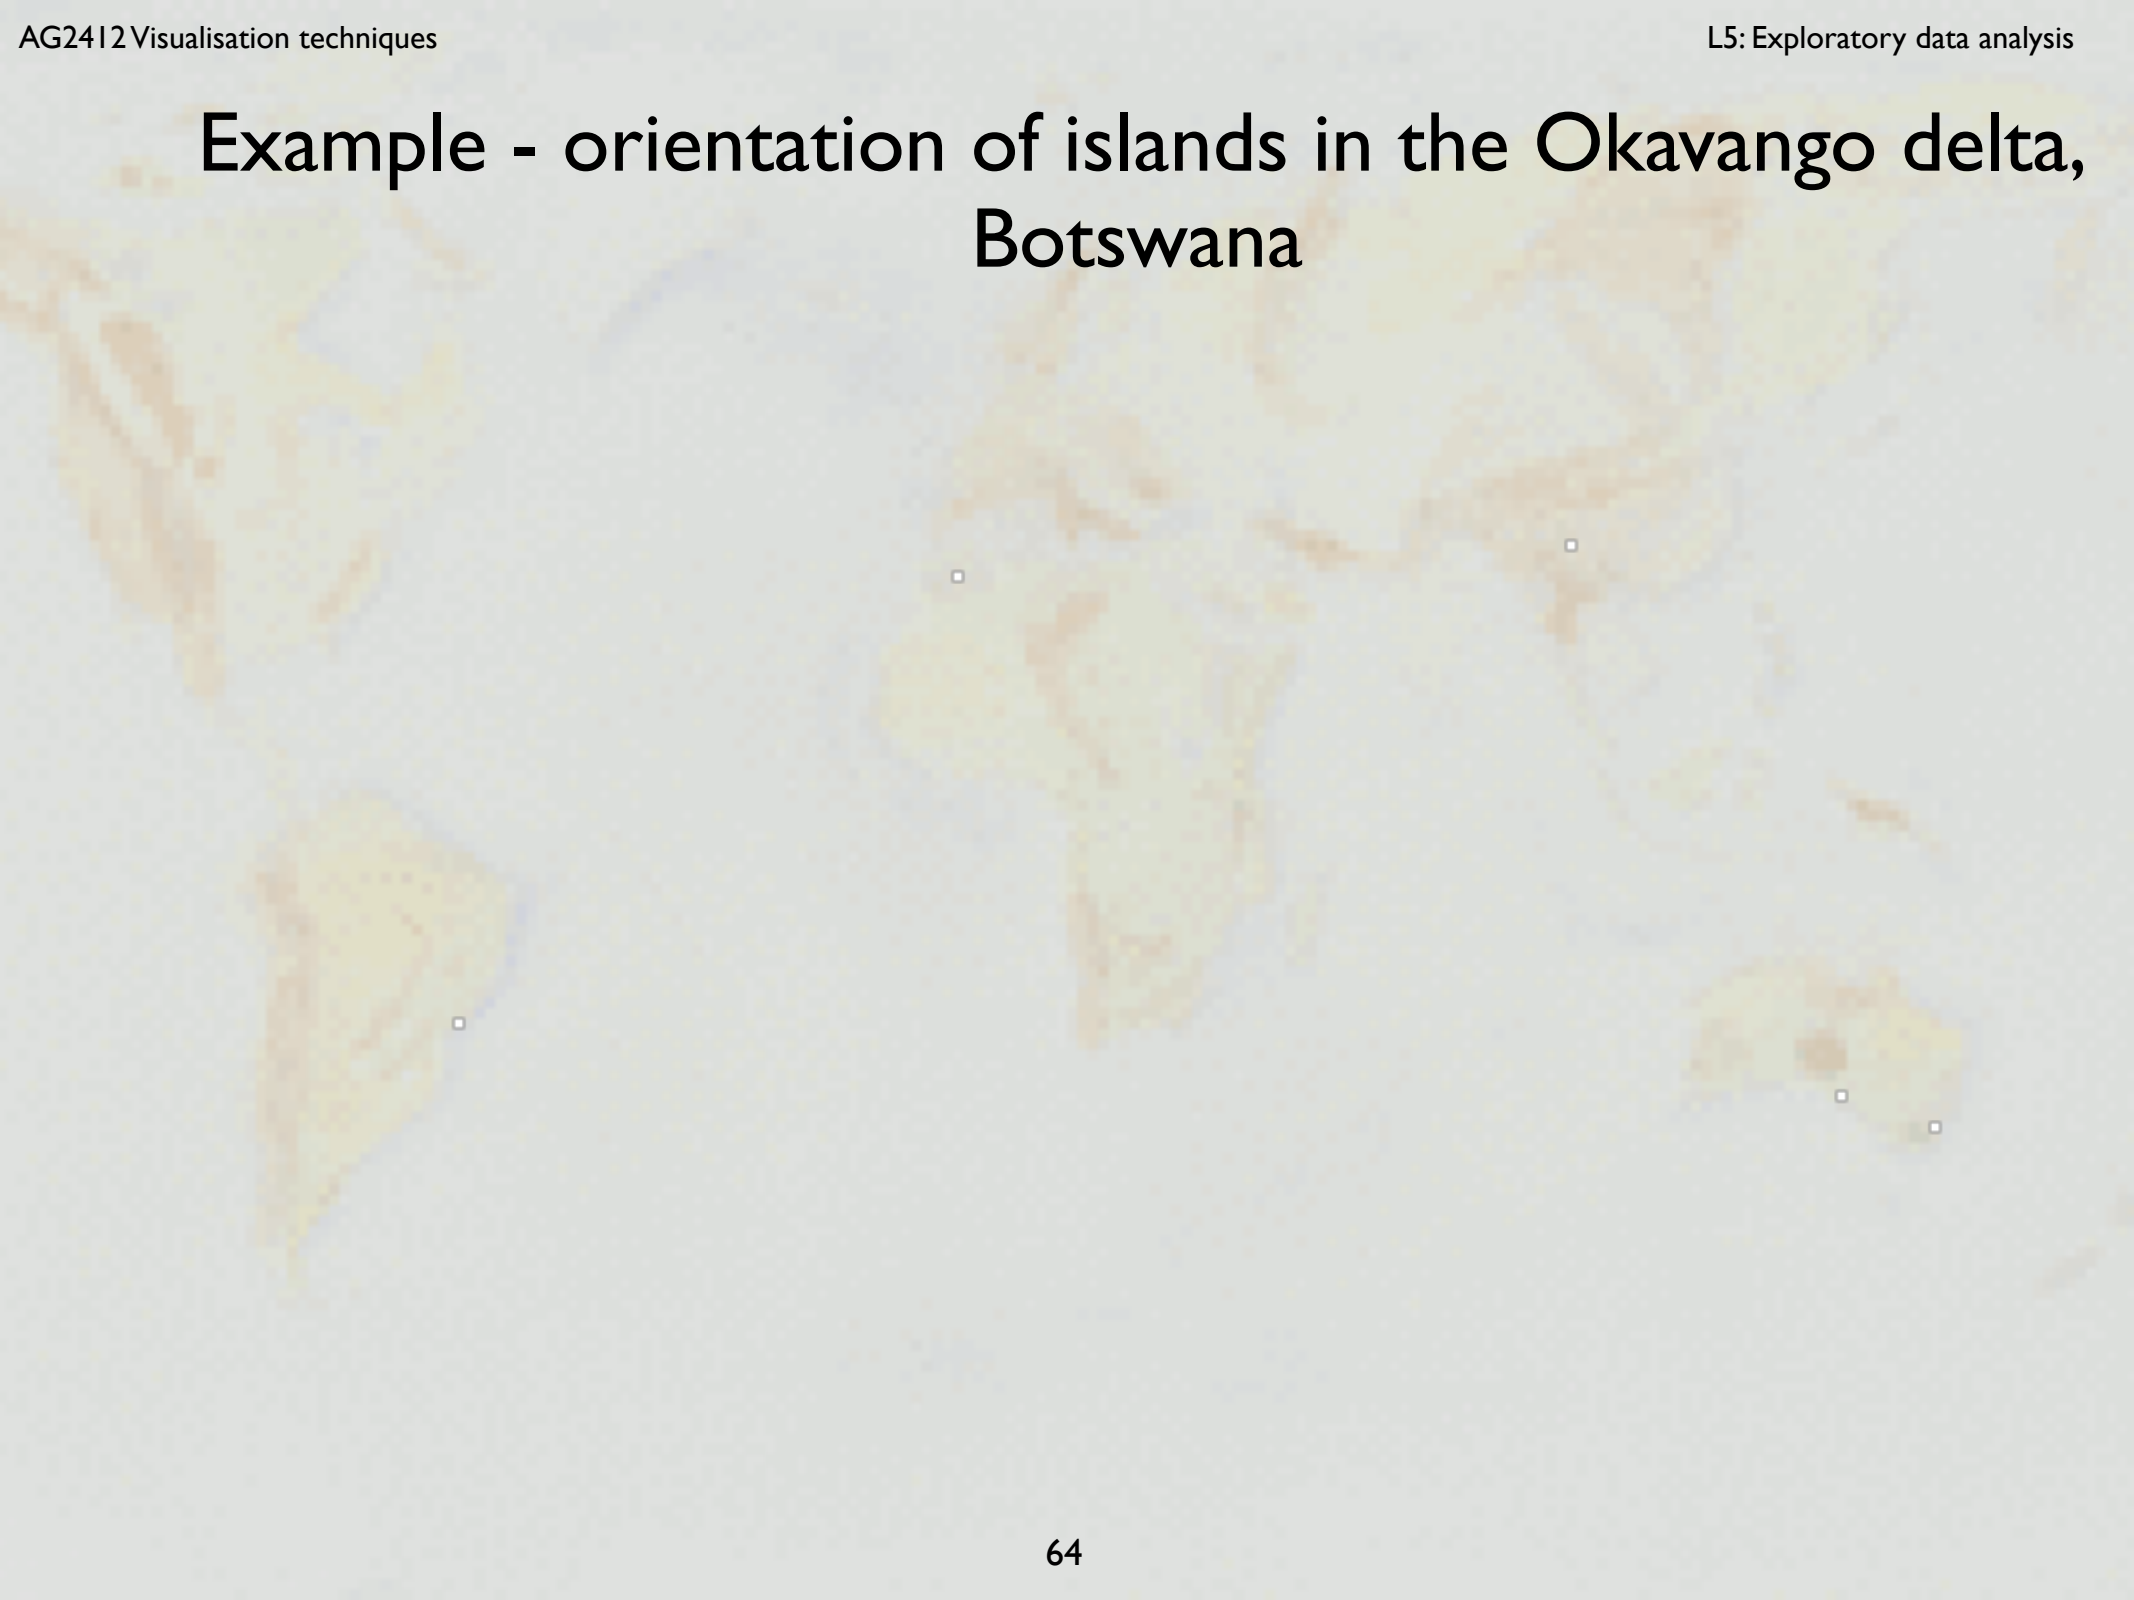 AG2412 Visualisation techniques
L5: Exploratory data analysis
Example - orientation of islands in the Okavango delta,
Botswana
64